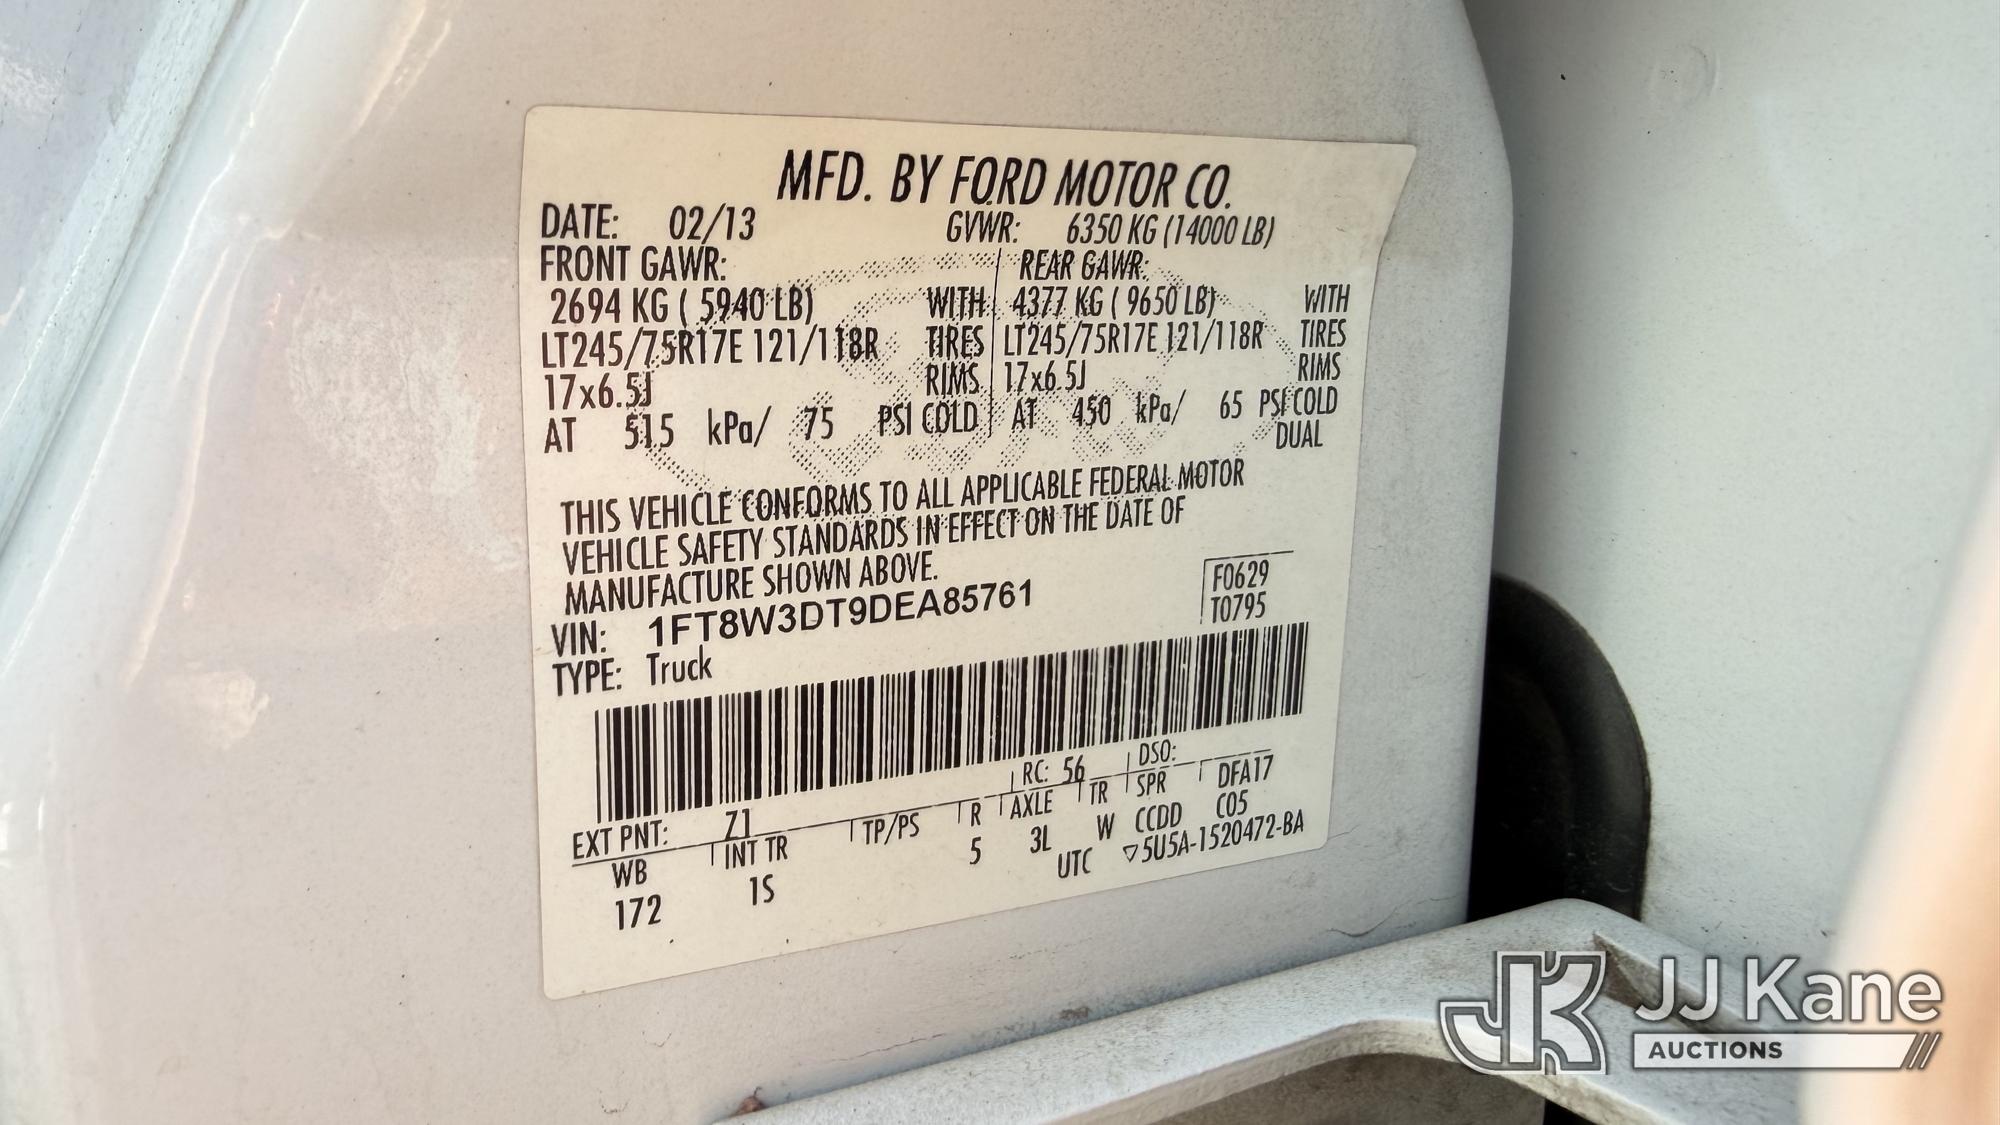 MFD. BY FORD MOTOR CO.
DATE: 02/13 GVWR: 6350 KG (14000 LB)
FRONT GAWR: REAR GAWR:
2694 KG ( 5940 LB) WITH 4377 KG ( 9650 LB) WITH
LT245/75R17E 121/118R TIRES LT245/75R17E 121/118R TIRES
17x6.5J RIMS 17x6.5J RIMS
AT 515 kPa/ 75 PSI COLD AT 450 kPa/ 65 PSI COLD
DUAL
THIS VEHICLE CONFORMS TO ALL APPLICABLE FEDERAL MOTOR
VEHICLE SAFETY STANDARDS IN EFFECT ON THE DATE OF
MANUFACTURE SHOWN ABOVE.
VIN: 1FT8W3DT9DEA85761
F0629
T0795
TYPE: Truck
EXT PNT: Z1 RC: 56 DSO:
WB INT TR TP/PS R AXLE TR SPR DFA17
172 1S 5 3L W CCDD C05
UTC ▽5U5A-1520472-BA
JK JJ Kane
AUCTIONS